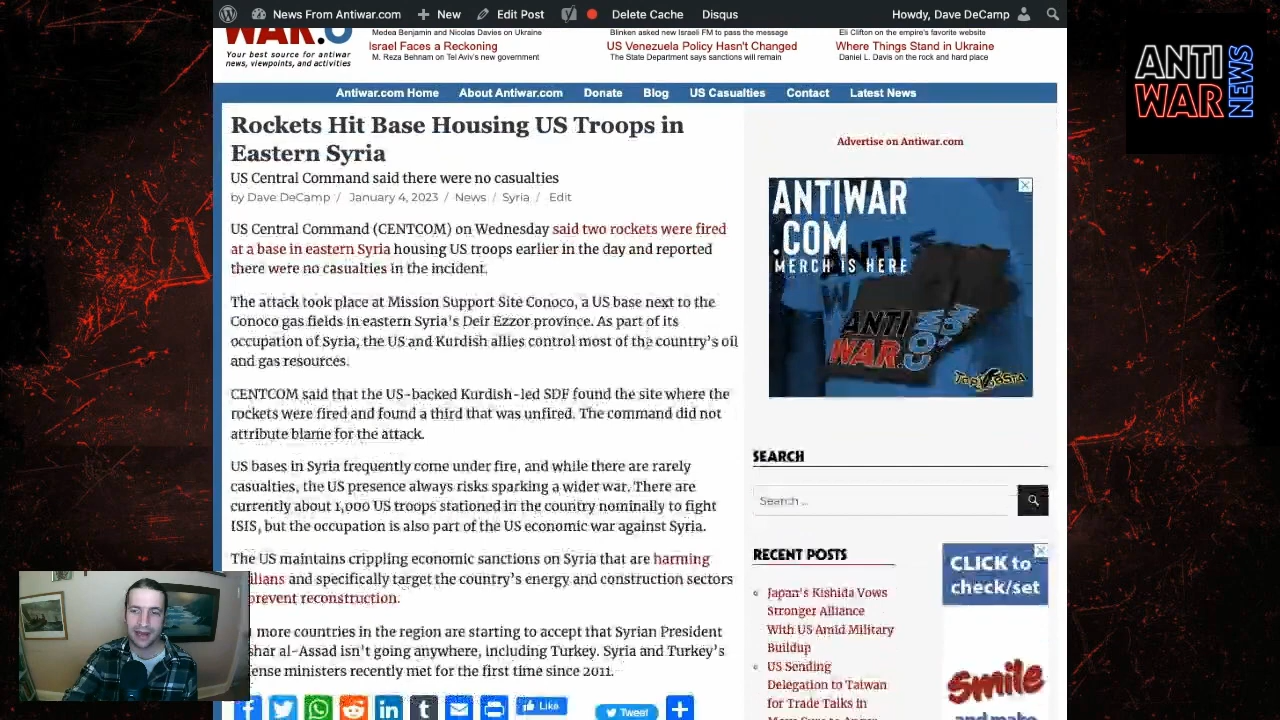 News From Antiwar.com
New
Edit Post
Delete Cache
Disqus
Howdy, Dave DeCamp
WAR.
Your best source for antiwar
news, viewpoints, and activities
Medea Benjamin and Nicolas Davies on Ukraine
Israel Faces a Reckoning
M. Reza Behnam on Tel Aviv's new government
Blinken asked new Israeli FM to pass the message
US Venezuela Policy Hasn't Changed
The State Department says sanctions will remain
Eli Clifton on the empire's favorite website
Where Things Stand in Ukraine
Daniel L. Davis on the rock and hard place
ANTI
WAR
NEWS
Antiwar.com Home
About Antiwar.com
Donate
Blog
US Casualties
Contact
Latest News
Rockets Hit Base Housing US Troops in
Eastern Syria
US Central Command said there were no casualties
by Dave DeCamp / January 4, 2023 / News / Syria / Edit
US Central Command (CENTCOM) on Wednesday said two rockets were fired
at a base in eastern Syria housing US troops earlier in the day and reported
there were no casualties in the incident.
The attack took place at Mission Support Site Conoco, a US base next to the
Conoco gas fields in eastern Syria's Deir Ezzor province. As part of its
occupation of Syria, the US and Kurdish allies control most of the country's oil
and gas resources.
CENTCOM said that the US-backed Kurdish-led SDF found the site where the
rockets were fired and found a third that was unfired. The command did not
attribute blame for the attack.
US bases in Syria frequently come under fire, and while there are rarely
casualties, the US presence always risks sparking a wider war. There are
currently about 1,000 US troops stationed in the country nominally to fight
ISIS, but the occupation is also part of the US economic war against Syria.
The US maintains crippling economic sanctions on Syria that are harming
ilians and specifically target the country's energy and construction sectors
prevent reconstruction.
more countries in the region are starting to accept that Syrian President
shar al-Assad isn't going anywhere, including Turkey. Syria and Turkey's
ense ministers recently met for the first time since 2011.
Like
Tweet
Advertise on Antiwar.com
ANTIWAR
.COM
MERCH IS HERE
ANTI
WAR
SEARCH
Search ...
RECENT POSTS
Japan's Kishida Vows
Stronger Alliance
With US Amid Military
Buildup
US Sending
Delegation to Taiwan
for Trade Talks in
CLICK to
check/set
Smile
and make